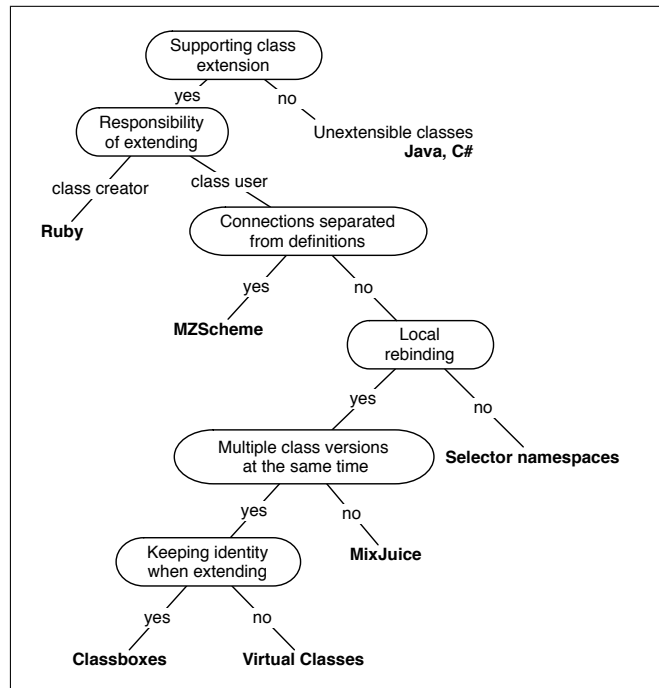 Supporting class
extension
yes
no
Responsibility
of extending
Unextensible classes
Java, C#
class creator
class user
Ruby
Connections separated
from definitions
yes
no
MZScheme
Local
rebinding
yes
no
Multiple class versions
at the same time
Selector namespaces
yes
no
Keeping identity
when extending
MixJuice
yes
no
Classboxes
Virtual Classes